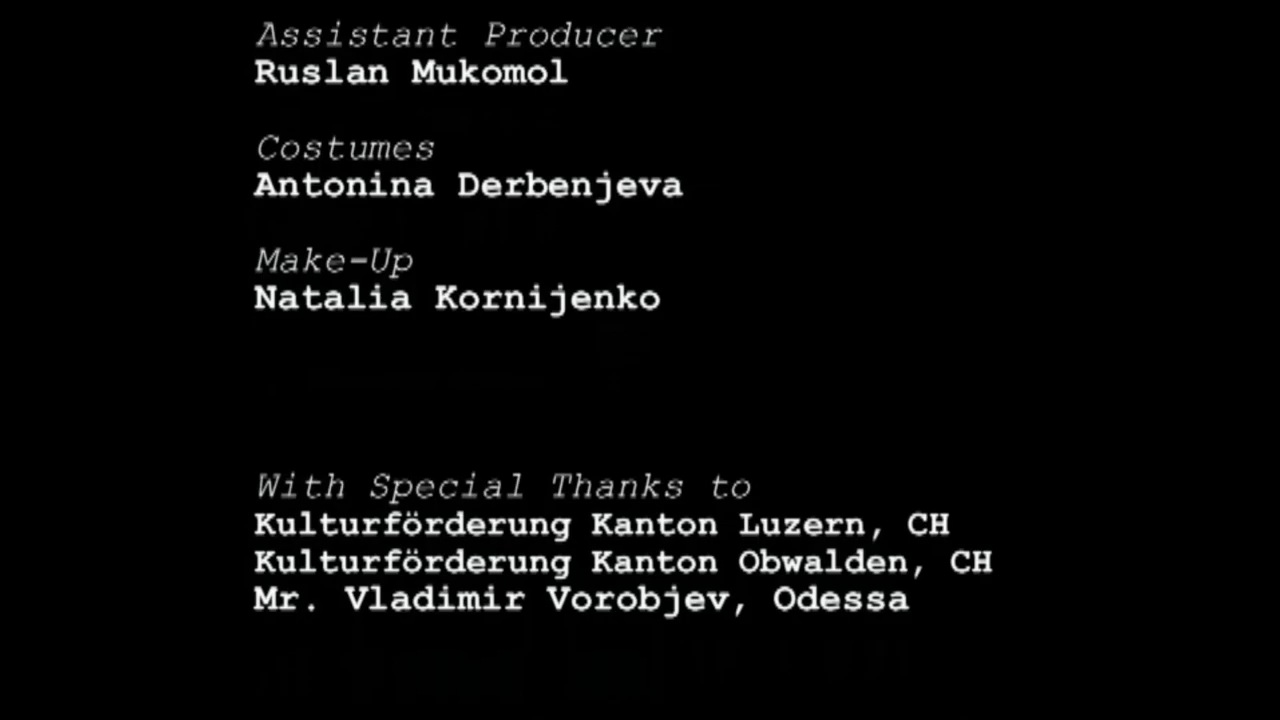 Assistant Producer
Ruslan Mukomol
Costumes
Antonina Derbenjeva
Make-Up
Natalia Kornijenko
With Special Thanks to
Kulturförderung Kanton Luzern, CH
Kulturförderung Kanton Obwalden, CH
Mr. Vladimir Vorobjev, Odessa